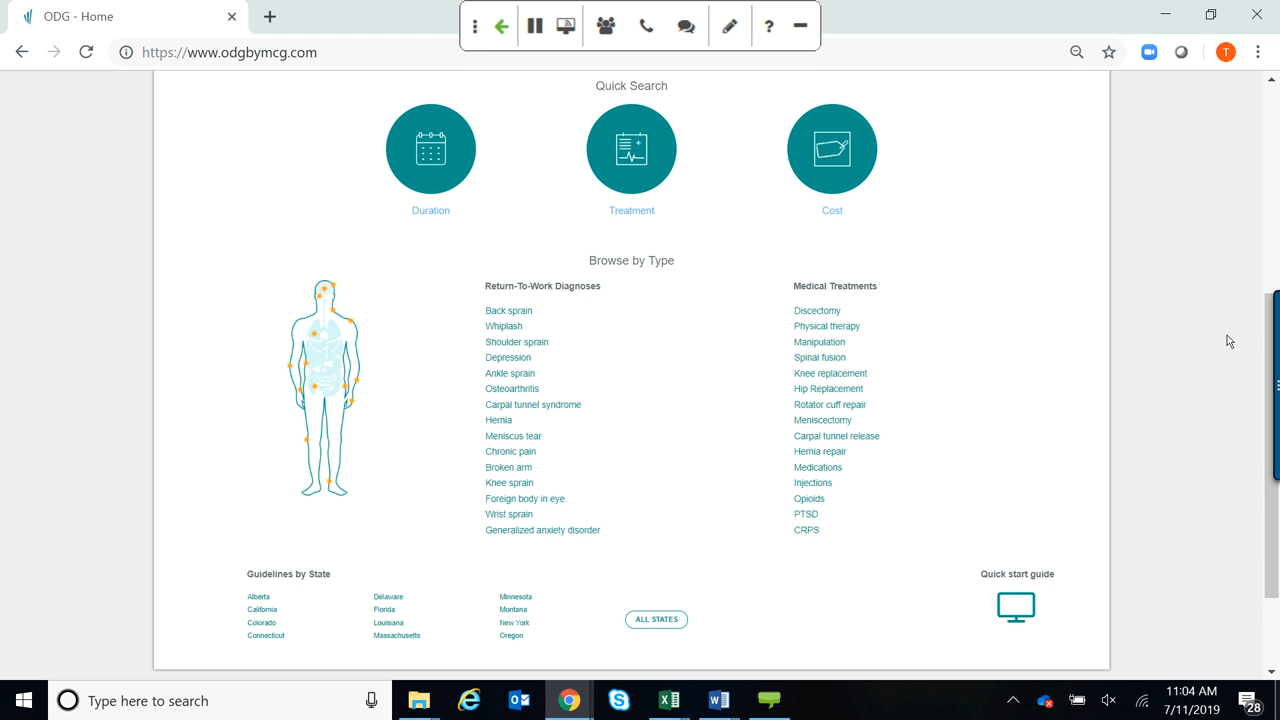 ODG - Home
https://www.odgbymcg.com
T
Quick Search
Duration
Treatment
Cost
Browse by Type
Return-To-Work Diagnoses
Back sprain
Whiplash
Shoulder sprain
Depression
Ankle sprain
Osteoarthritis
Carpal tunnel syndrome
Hernia
Meniscus tear
Chronic pain
Broken arm
Knee sprain
Foreign body in eye
Wrist sprain
Generalized anxiety disorder
Medical Treatments
Discectomy
Physical therapy
Manipulation
Spinal fusion
Knee replacement
Hip Replacement
Rotator cuff repair
Meniscectomy
Carpal tunnel release
Hernia repair
Medications
Injections
Opioids
PTSD
CRPS
Guidelines by State
Alberta
California
Colorado
Connecticut
Delaware
Florida
Louisiana
Massachusetts
Minnesota
Montana
New York
Oregon
ALL STATES
Quick start guide
Type here to search
11:04 AM
7/11/2019
28